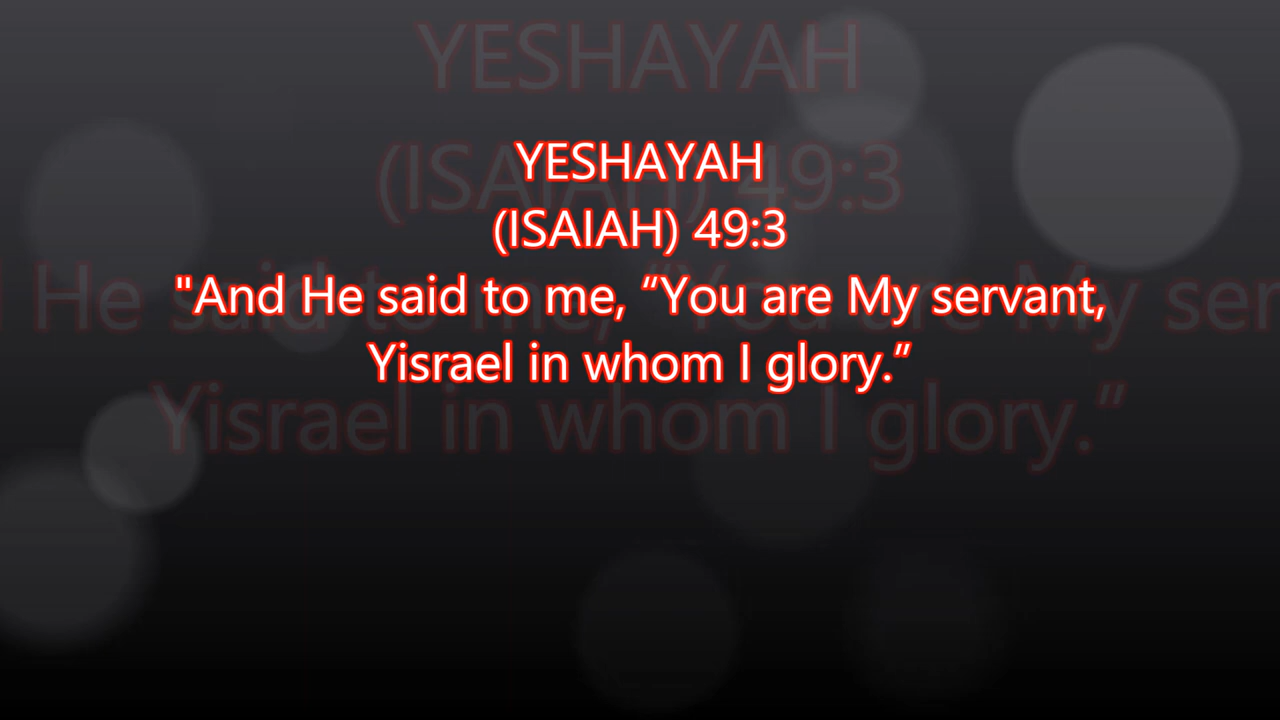 YESHAYAH
(ISAIAH) 49:3
"And He said to me, “You are My servant,
Yisrael in whom I glory.”